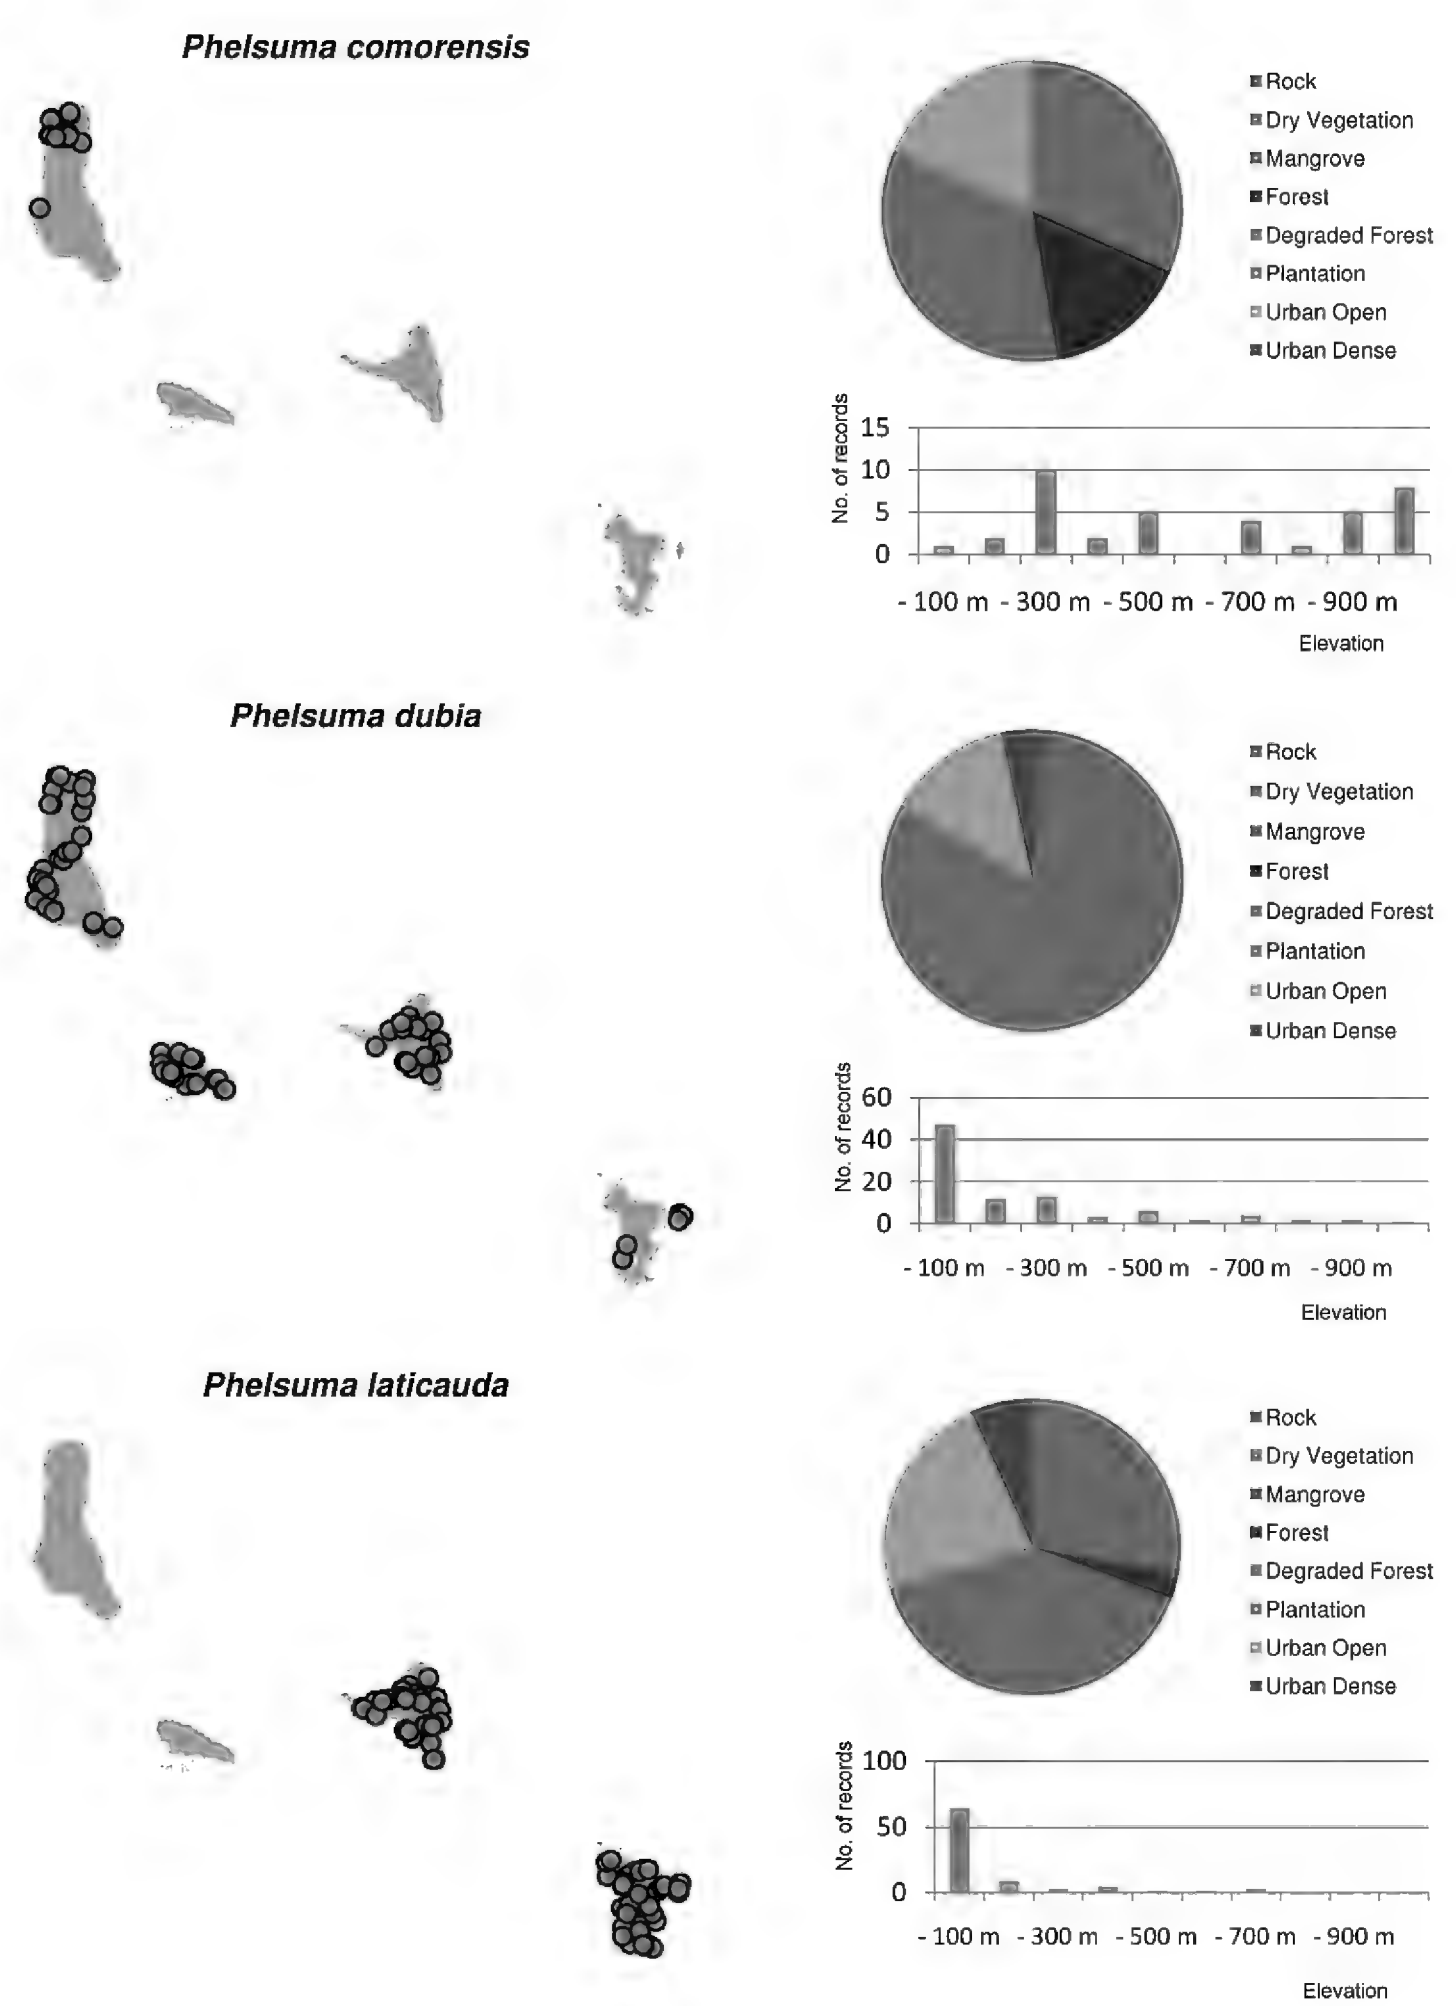 Phelsuma comorensis
Rock
Dry Vegetation
Mangrove
Forest
Degraded Forest
Plantation
Urban Open
Urban Dense
No. of records
15
10
5
0
- 100 m - 300 m - 500 m - 700 m - 900 m
Elevation
Phelsuma dubia
Rock
Dry Vegetation
Mangrove
Forest
Degraded Forest
Plantation
Urban Open
Urban Dense
No. of records
60
40
20
0
- 100 m - 300 m - 500 m - 700 m - 900 m
Elevation
Phelsuma laticauda
Rock
Dry Vegetation
Mangrove
Forest
Degraded Forest
Plantation
Urban Open
Urban Dense
No. of records
100
50
0
- 100 m - 300 m - 500 m - 700 m - 900 m
Elevation